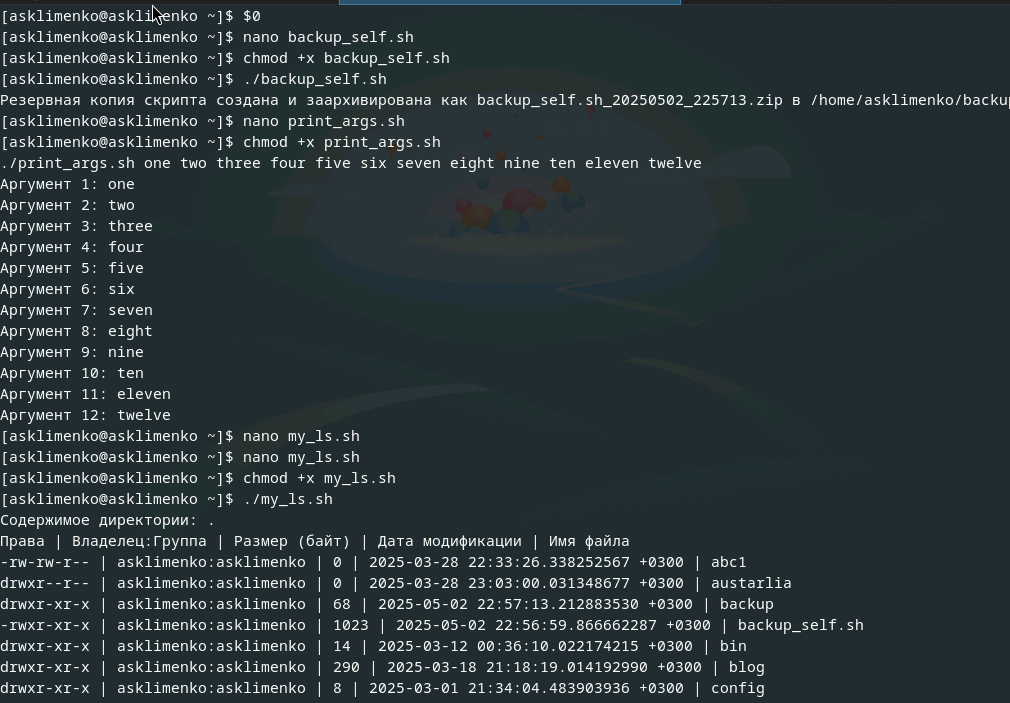 [asklimenko@asklimenko ~]$ $0
[asklimenko@asklimenko ~]$ nano backup_self.sh
[asklimenko@asklimenko ~]$ chmod +x backup_self.sh
[asklimenko@asklimenko ~]$ ./backup_self.sh
Резервная копия скрипта создана и заархивирована как backup_self.sh_20250502_225713.zip в /home/asklimenko/backu
[asklimenko@asklimenko ~]$ nano print_args.sh
[asklimenko@asklimenko ~]$ chmod +x print_args.sh
./print_args.sh one two three four five six seven eight nine ten eleven twelve
Аргумент 1: one
Аргумент 2: two
Аргумент 3: three
Аргумент 4: four
Аргумент 5: five
Аргумент 6: six
Аргумент 7: seven
Аргумент 8: eight
Аргумент 9: nine
Аргумент 10: ten
Аргумент 11: eleven
Аргумент 12: twelve
[asklimenko@asklimenko ~]$ nano my_ls.sh
[asklimenko@asklimenko ~]$ nano my_ls.sh
[asklimenko@asklimenko ~]$ chmod +x my_ls.sh
[asklimenko@asklimenko ~]$ ./my_ls.sh
Содержимое директории: .
Права | Владелец:Группа | Размер (байт) | Дата модификации | Имя файла
-rw-rw-r-- | asklimenko:asklimenko | 0 | 2025-03-28 22:33:26.338252567 +0300 | abc1
drwxr--r-- | asklimenko:asklimenko | 0 | 2025-03-28 23:03:00.031348677 +0300 | austarlia
drwxr-xr-x | asklimenko:asklimenko | 68 | 2025-05-02 22:57:13.212883530 +0300 | backup
-rwxr-xr-x | asklimenko:asklimenko | 1023 | 2025-05-02 22:56:59.866662287 +0300 | backup_self.sh
drwxr-xr-x | asklimenko:asklimenko | 14 | 2025-03-12 00:36:10.022174215 +0300 | bin
drwxr-xr-x | asklimenko:asklimenko | 290 | 2025-03-18 21:18:19.014192990 +0300 | blog
drwxr-xr-x | asklimenko:asklimenko | 8 | 2025-03-01 21:34:04.483903936 +0300 | config